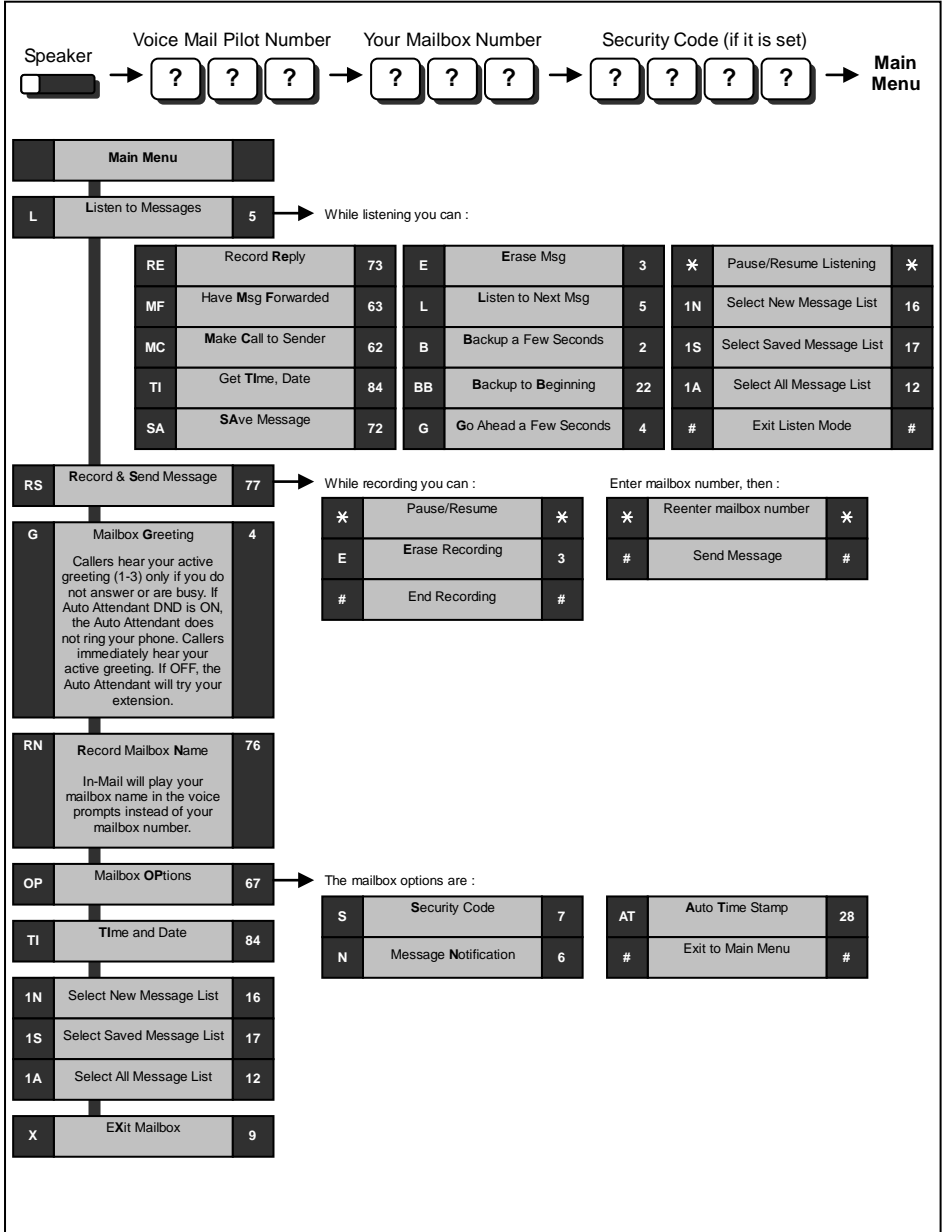 Speaker
Voice Mail Pilot Number
Your Mailbox Number
Security Code (if it is set)
? ? ?
? ? ?
? ? ? ?
Main
Menu
Main Menu
L Listen to Messages 5
While listening you can :
RE Record Reply 73
E Erase Msg 3
* Pause/Resume Listening *
MF Have Msg Forwarded 63
L Listen to Next Msg 5
1N Select New Message List 16
MC Make Call to Sender 62
B Backup a Few Seconds 2
1S Select Saved Message List 17
TI Get TIme, Date 84
BB Backup to Beginning 22
1A Select All Message List 12
SA SAve Message 72
G Go Ahead a Few Seconds 4
# Exit Listen Mode #
RS Record & Send Message 77
While recording you can :
* Pause/Resume *
E Erase Recording 3
# End Recording #
Enter mailbox number, then :
* Reenter mailbox number *
# Send Message #
G Mailbox Greeting 4
Callers hear your active
greeting (1-3) only if you do
not answer or are busy. If
Auto Attendant DND is ON,
the Auto Attendant does
not ring your phone. Callers
immediately hear your
active greeting. If OFF, the
Auto Attendant will try your
extension.
RN Record Mailbox Name 76
In-Mail will play your
mailbox name in the voice
prompts instead of your
mailbox number.
OP Mailbox OPtions 67
The mailbox options are :
S Security Code 7
AT Auto Time Stamp 28
N Message Notification 6
# Exit to Main Menu #
TI TIme and Date 84
1N Select New Message List 16
1S Select Saved Message List 17
1A Select All Message List 12
X EXit Mailbox 9